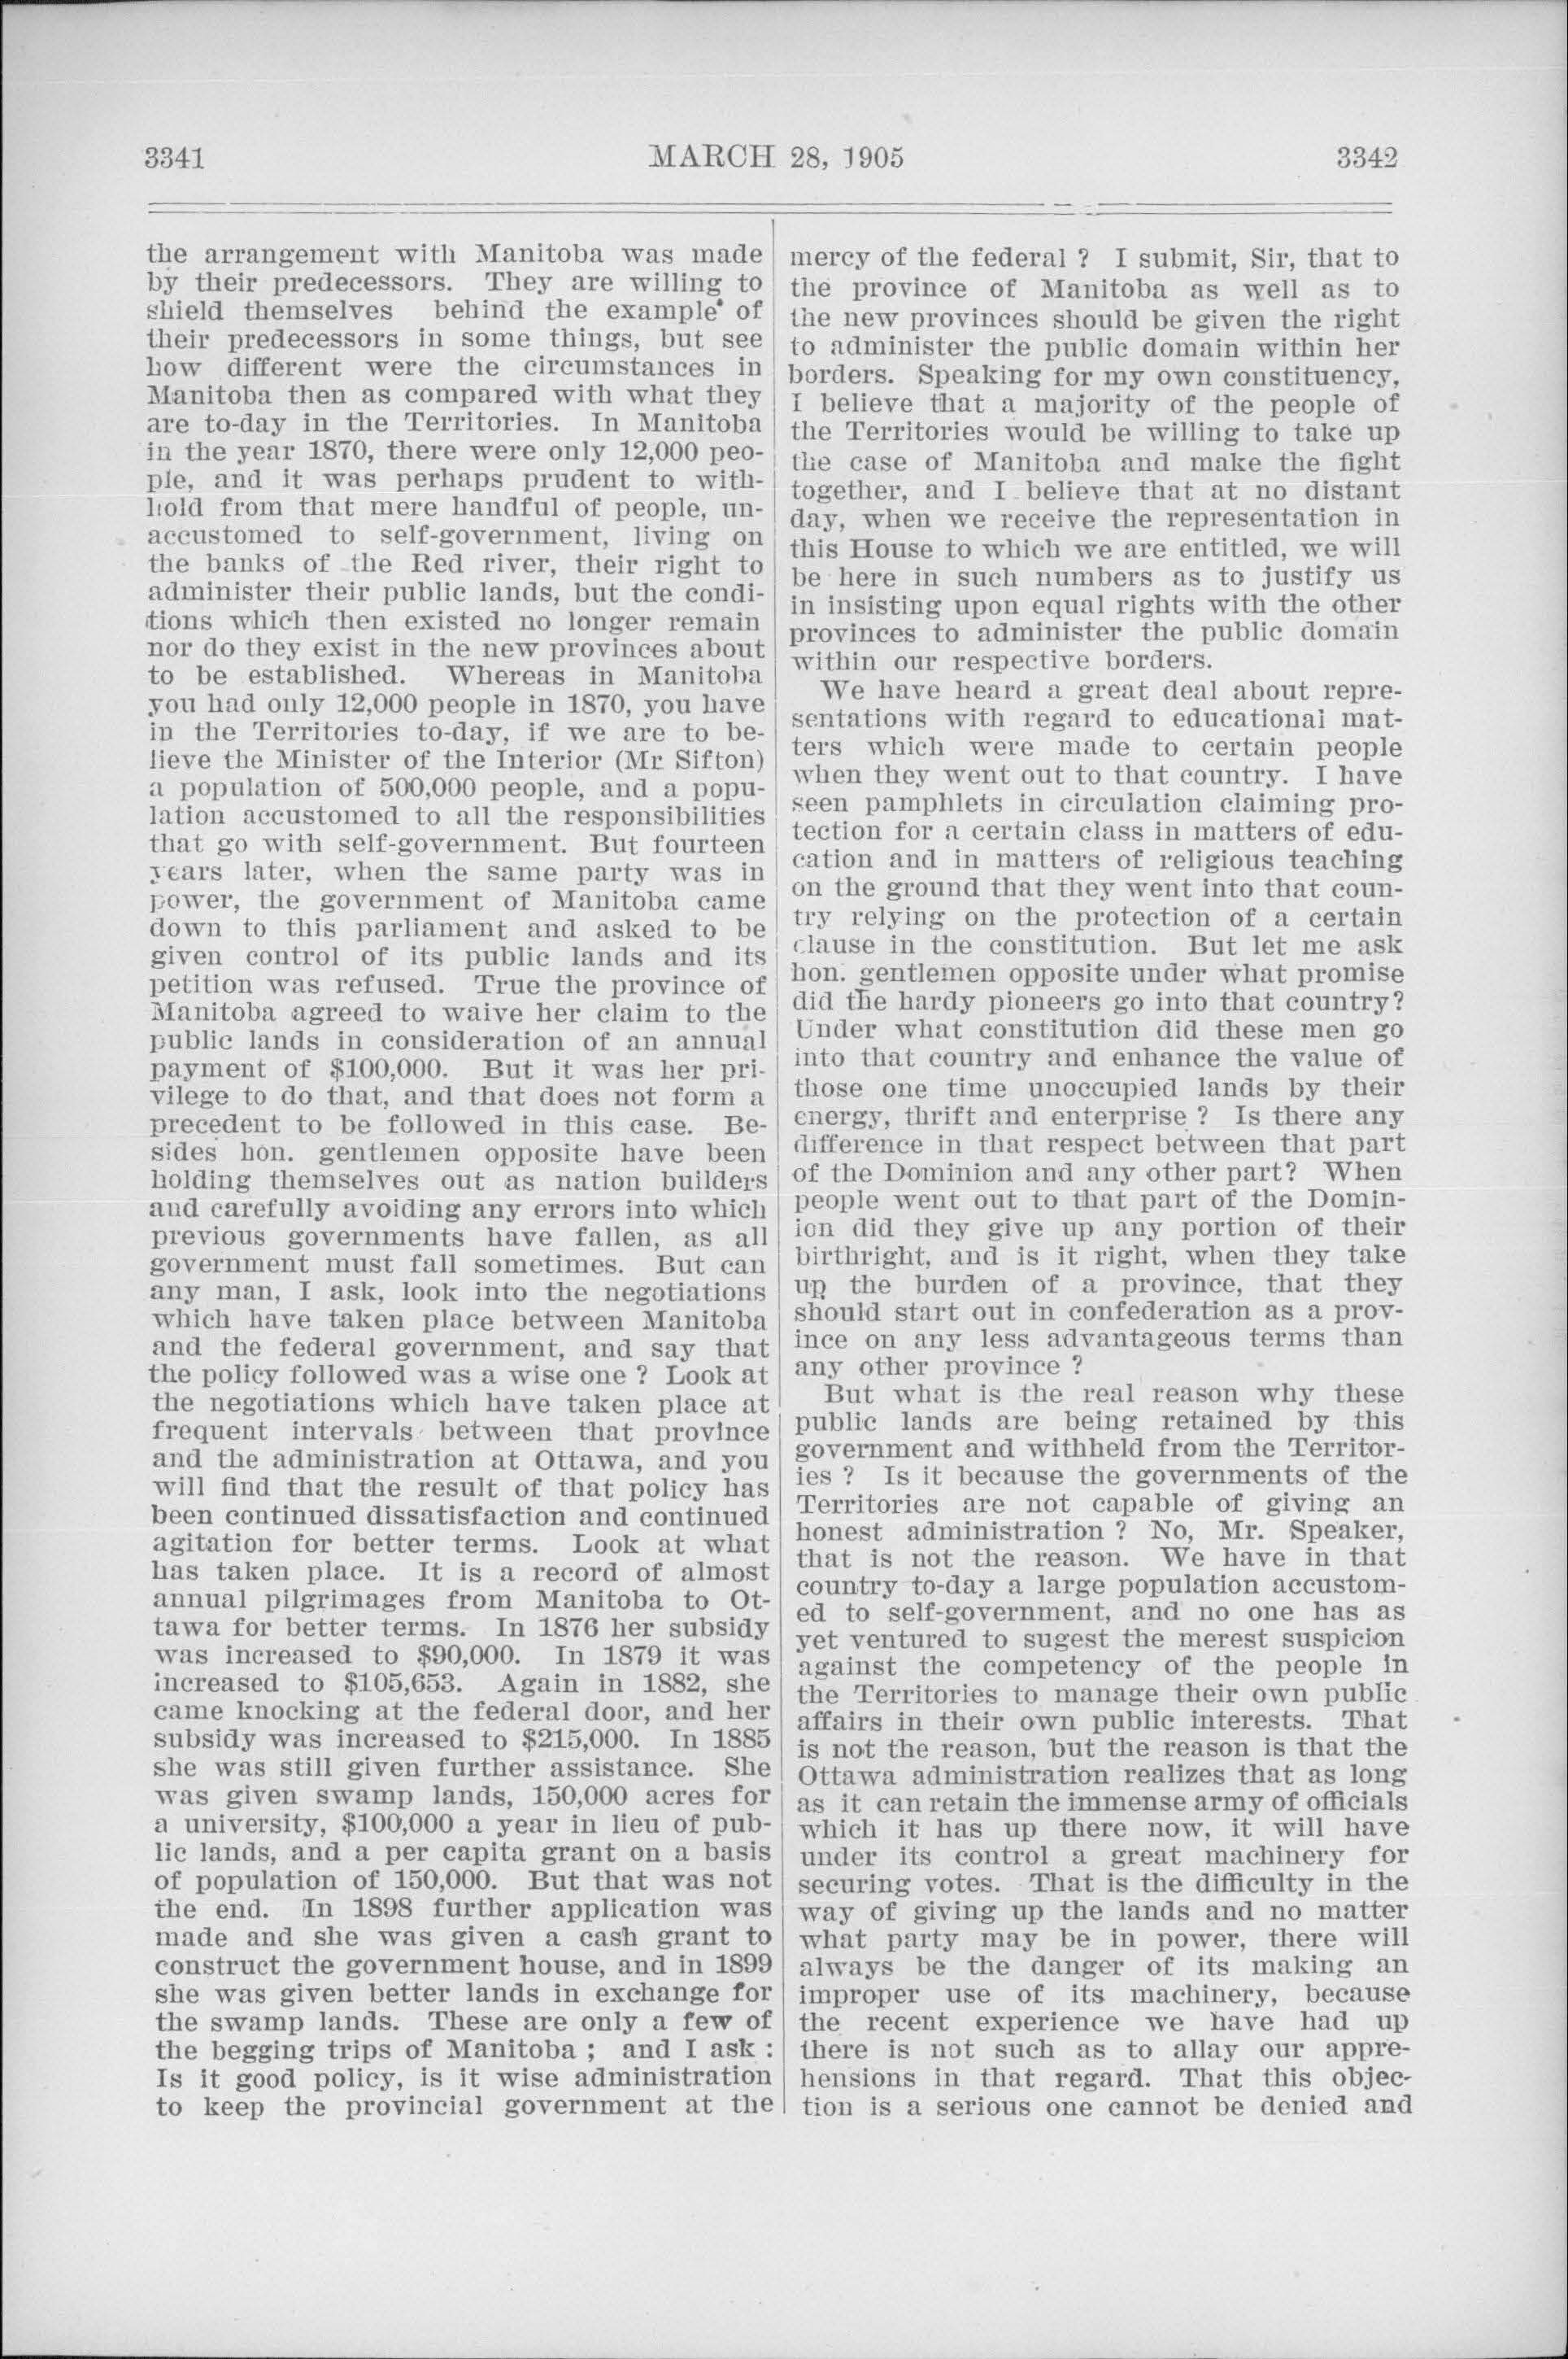 3341 MARCH 28, 1905 3342
the arrangement with Manitoba was made
by their predecessors. They are willing to
shield themselves behind the example of
their predecessors in some things, but see
how different were the circumstances in
Manitoba then as compared with what they
are to-day in the Territories. In Manitoba
in the year 1870, there were only 12,000 peo-
ple, and it was perhaps prudent to with-
hold from that mere handful of people, un-
accustomed to self-government, living on
the banks of the Red river, their right to
administer their public lands, but the condi-
tions which then existed no longer remain
nor do they exist in the new provinces about
to be established. Whereas in Manitoba
you had only 12,000 people in 1870, you have
in the Territories to-day, if we are to be-
lieve the Minister of the Interior (Mr. Sifton)
a population of 500,000 people, and a popu-
lation accustomed to all the responsibilities
that go with self-government. But fourteen
years later, when the same party was in
power, the government of Manitoba came
down to this parliament and asked to be
given control of its public lands and its
petition was refused. True the province of
Manitoba agreed to waive her claim to the
public lands in consideration of an annual
payment of $100,000. But it was her pri-
vilege to do that, and that does not form a
precedent to be followed in this case. Be-
sides hon. gentlemen opposite have been
holding themselves out as nation builders
and carefully avoiding any errors into which
previous governments have fallen, as all
government must fall sometimes. But can
any man, I ask, look into the negotiations
which have taken place between Manitoba
and the federal government, and say that
the policy followed was a wise one ? Look at
the negotiations which have taken place at
frequent intervals between that province
and the administration at Ottawa, and you
will find that the result of that policy has
been continued dissatisfaction and continued
agitation for better terms. Look at what
has taken place. It is a record of almost
annual pilgrimages from Manitoba to Ot-
tawa for better terms. In 1876 her subsidy
was increased to $90,000. In 1879 it was
increased to $105,653. Again in 1882, she
came knocking at the federal door, and her
subsidy was increased to $215,000. In 1885
she was still given further assistance. She
was given swamp lands, 150,000 acres for
a university, $100,000 a year in lieu of pub-
lic lands, and a per capita grant on a basis
of population of 150,000. But that was not
the end. In 1898 further application was
made and she was given a cash grant to
construct the government house, and in 1899
she was given better lands in exchange for
the swamp lands. These are only a few of
the begging trips of Manitoba ; and I ask :
Is it good policy, is it wise administration
to keep the provincial government at the
mercy of the federal ? I submit, Sir, that to
the province of Manitoba as well as to
the new provinces should be given the right
to administer the public domain within her
borders. Speaking for my own constituency,
I believe that a majority of the people of
the Territories would be willing to take up
the case of Manitoba and make the fight
together, and I believe that at no distant
day, when we receive the representation in
this House to which we are entitled, we will
be here in such numbers as to justify us
in insisting upon equal rights with the other
provinces to administer the public domain
within our respective borders.
We have heard a great deal about repre-
sentations with regard to educational mat-
ters which were made to certain people
when they went out to that country. I have
seen pamphlets in circulation claiming pro-
tection for a certain class in matters of edu-
cation and in matters of religious teaching
on the ground that they went into that coun-
try relying on the protection of a certain
clause in the constitution. But let me ask
hon. gentlemen opposite under what promise
did the hardy pioneers go into that country?
Under what constitution did these men go
into that country and enhance the value of
those one time unoccupied lands by their
energy, thrift and enterprise ? Is there any
difference in that respect between that part
of the Dominion and any other part? When
people went out to that part of the Domin-
ion did they give up any portion of their
birthright, and is it right, when they take
up the burden of a province, that they
should start out in confederation as a prov-
ince on any less advantageous terms than
any other province ?
But what is the real reason why these
public lands are being retained by this
government and withheld from the Territor-
ies ? Is it because the governments of the
Territories are not capable of giving an
honest administration ? No, Mr. Speaker,
that is not the reason. We have in that
country to-day a large population accustom-
ed to self-government, and no one has as
yet ventured to sugest the merest suspicion
against the competency of the people in
the Territories to manage their own public
affairs in their own public interests. That
is not the reason, but the reason is that the
Ottawa administration realizes that as long
as it can retain the immense army of officials
which it has up there now, it will have
under its control a great machinery for
securing votes. That is the difficulty in the
way of giving up the lands and no matter
what party may be in power, there will
always be the danger of its making an
improper use of its machinery, because
the recent experience we have had up
there is not such as to allay our appre-
hensions in that regard. That this objec-
tion is a serious one cannot be denied and